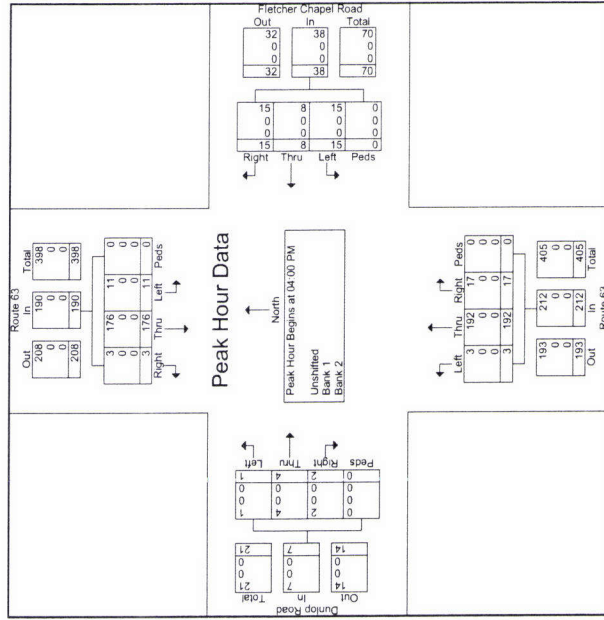 Fletcher Chapel Road
Out In Total
32 38 70
0 0 0
0 0 0
32 38 70
15 8 15 0
0 0 0 0
0 0 0 0
15 8 15 0
Right Thru Left Peds
Route 63
Out In Total
208 190 398
0 0 0
0 0 0
208 190 398
3 176 11 0
0 0 0 0
0 0 0 0
3 176 11 0
Right Thru Left Peds
Peak Hour Data
North
Peak Hour Begins at 04:00 PM
Unshifted
Bank 1
Bank 2
Left Thru Right Peds
3 192 17 0
0 0 0 0
0 0 0 0
3 192 17 0
193 212 405
0 0 0
0 0 0
193 212 405
Out In Total
Route 63
Left Thru Right Peds
1 4 2 0
0 0 0 0
0 0 0 0
1 4 2 0
21 7 14
0 0 0
0 0 0
21 7 14
Total In Out
Dunlop Road